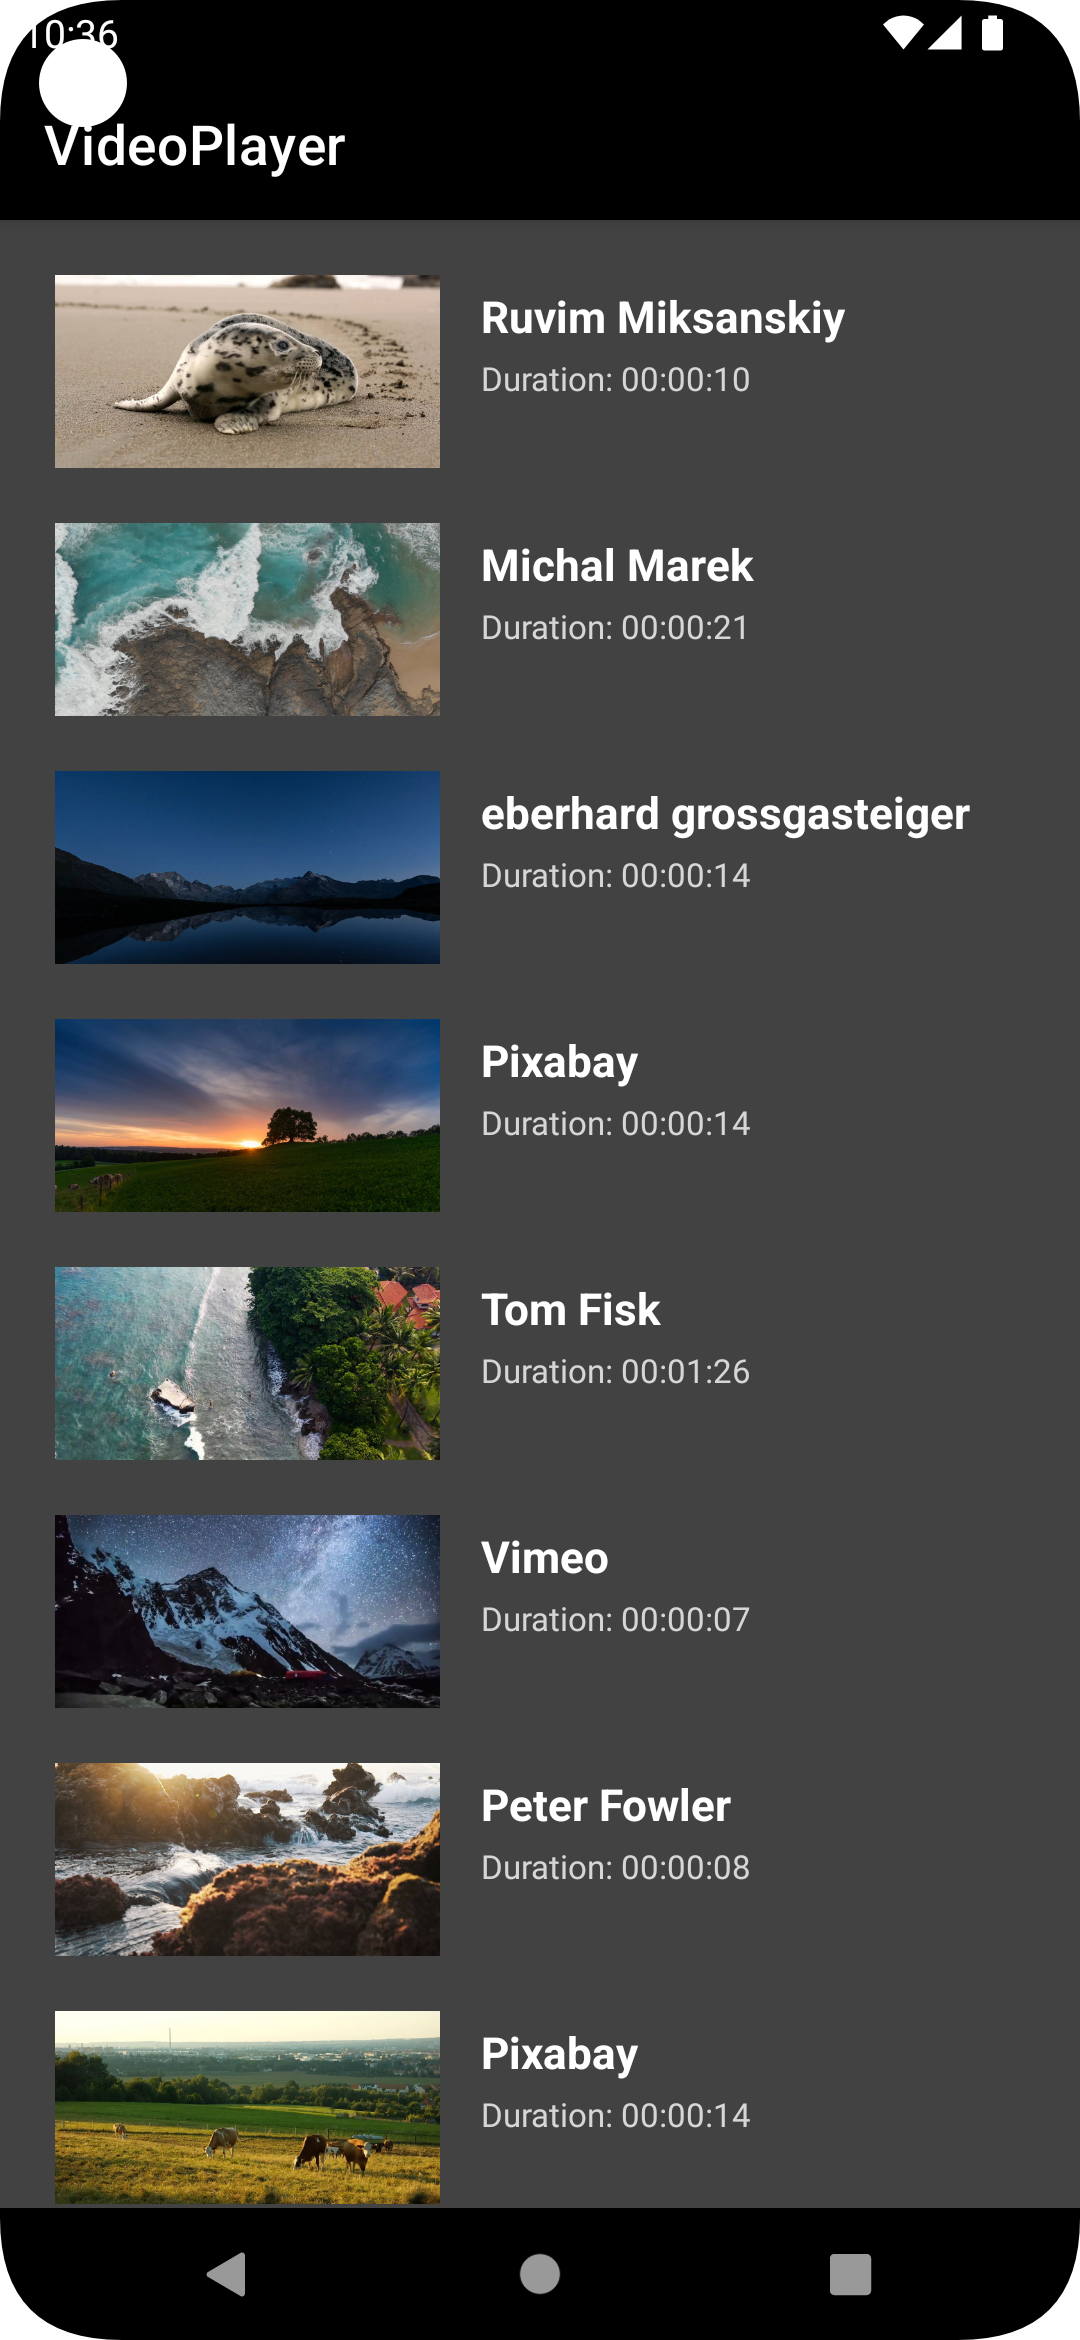 10:36
VideoPlayer
Ruvim Miksanskiy
Duration: 00:00:10
Michal Marek
Duration: 00:00:21
eberhard grossgasteiger
Duration: 00:00:14
Pixabay
Duration: 00:00:14
Tom Fisk
Duration: 00:01:26
Vimeo
Duration: 00:00:07
Peter Fowler
Duration: 00:00:08
Pixabay
Duration: 00:00:14